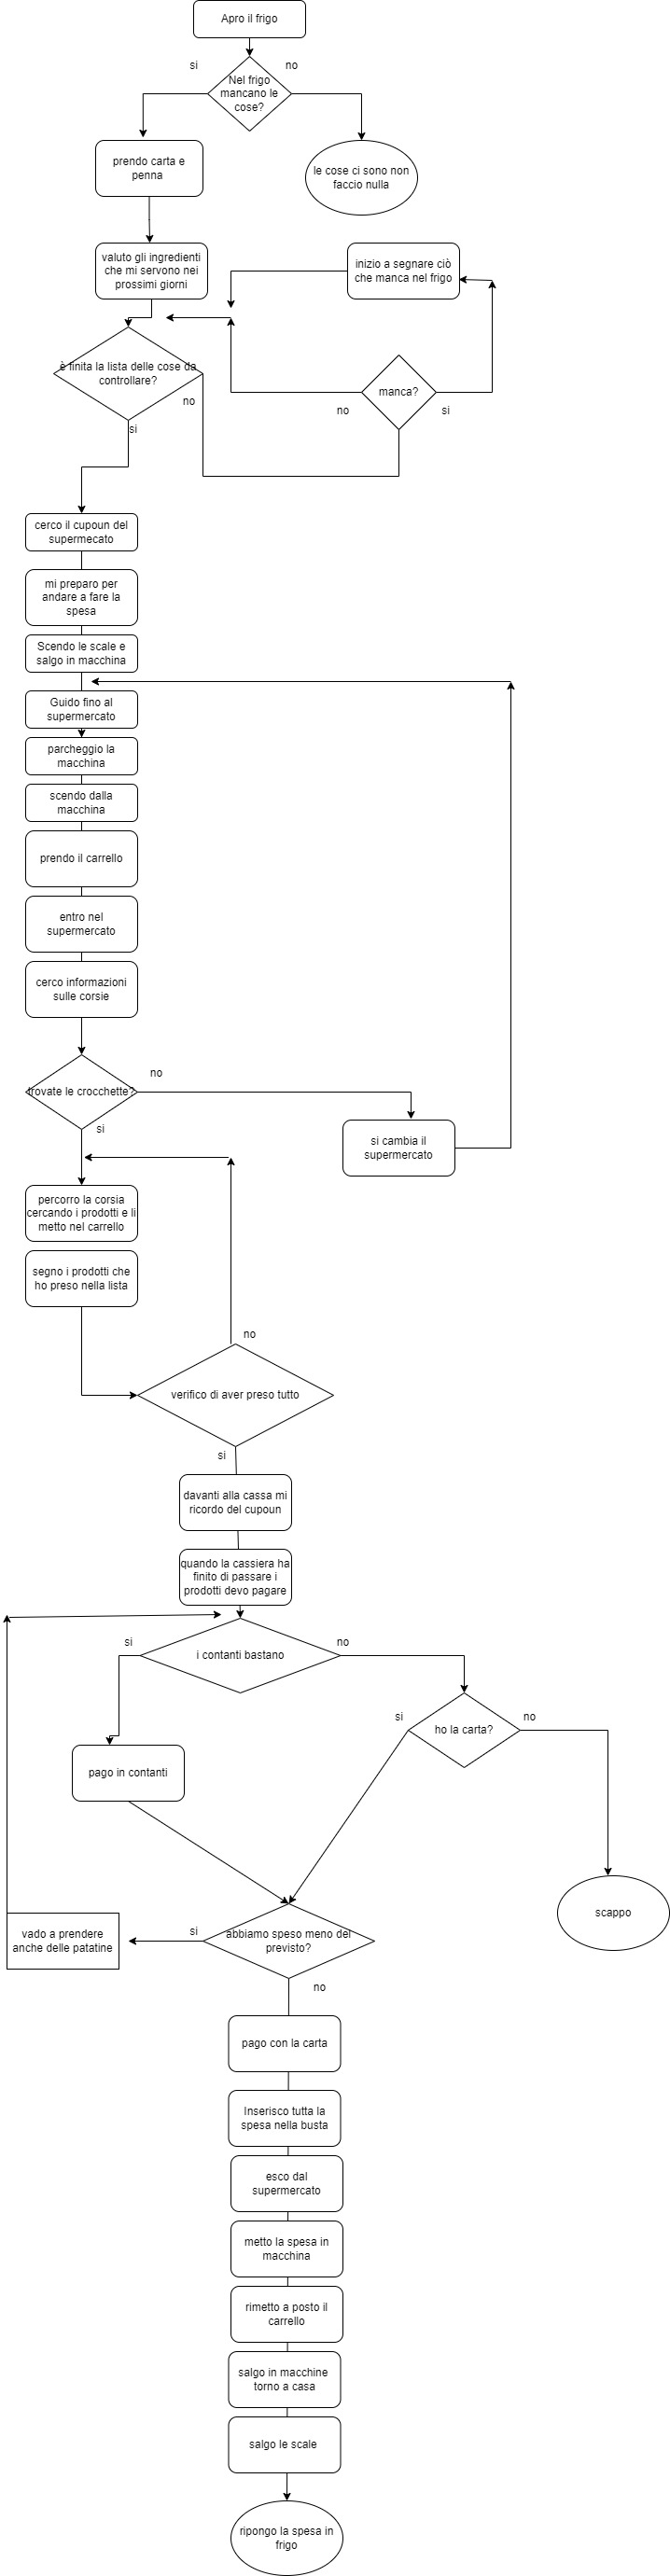 Apro il frigo
si
no
Nel frigo
mancano le
cose?
prendo carta e
penna
le cose ci sono non
faccio nulla
valuto gli ingredienti
che mi servono nei
prossimi giorni
inizio a segnare ciò
che manca nel frigo
è finita la lista delle cose da
controllare?
no
manca?
no
si
si
cerco il cupoun del
supermecato
mi preparo per
andare a fare la
spesa
Scendo le scale e
salgo in macchina
Guido fino al
supermercato
parcheggio la
macchina
scendo dalla
macchina
prendo il carrello
entro nel
supermercato
cerco informazioni
sulle corsie
no
trovate le crocchette?
si
si cambia il
supermercato
percorro la corsia
cercando i prodotti e li
metto nel carrello
segno i prodotti che
ho preso nella lista
no
verifico di aver preso tutto
si
davanti alla cassa mi
ricordo del cupoun
quando la cassiera ha
finito di passare i
prodotti devo pagare
si
no
i contanti bastano
si
no
ho la carta?
pago in contanti
scappo
si
abbiamo speso meno del
previsto?
vado a prendere
anche delle patatine
no
pago con la carta
Inserisco tutta la
spesa nella busta
esco dal
supermercato
metto la spesa in
macchina
rimetto a posto il
carrello
salgo in macchine
torno a casa
salgo le scale
ripongo la spesa in
frigo